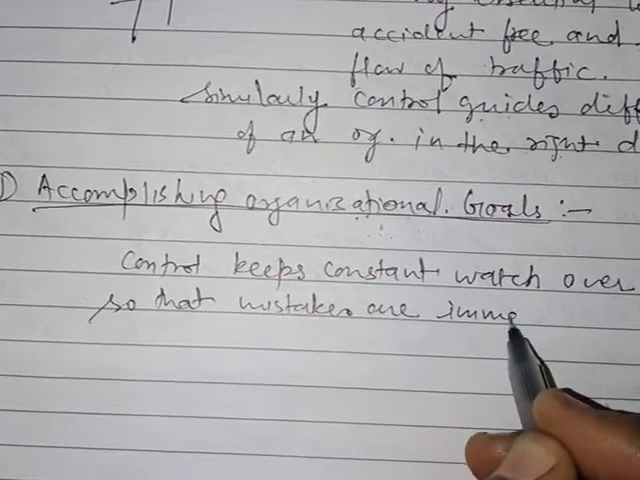 accident free and
flow of traffic.
Similarly control guides diff
of an og. in the right d
1) Accomplishing organizational. Goals :-
Control keeps constant watch over
so that mistakes are imme